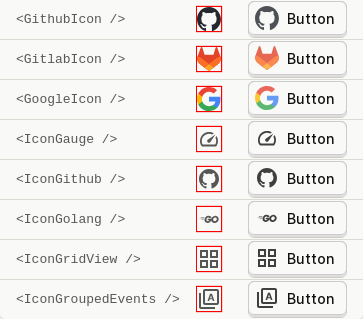 <GithubIcon /> Button
<GitlabIcon /> Button
<GoogleIcon /> Button
<IconGauge /> Button
<IconGithub /> Button
<IconGolang /> GO GO Button
<IconGridView /> Button
<IconGroupedEvents /> A A Button